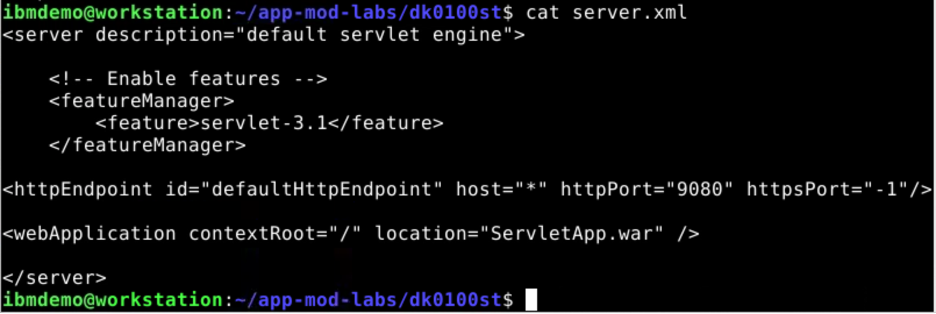 ibmdemo@workstation:~/app-mod-labs/dk0100st$ cat server.xml
<server description="default servlet engine">
    <!-- Enable features -->
    <featureManager>
        <feature>servlet-3.1</feature>
    </featureManager>
<httpEndpoint id="defaultHttpEndpoint" host="*" httpPort="9080" httpsPort="-1"/>
<webApplication contextRoot="/" location="ServletApp.war" />
</server>
ibmdemo@workstation:~/app-mod-labs/dk0100st$